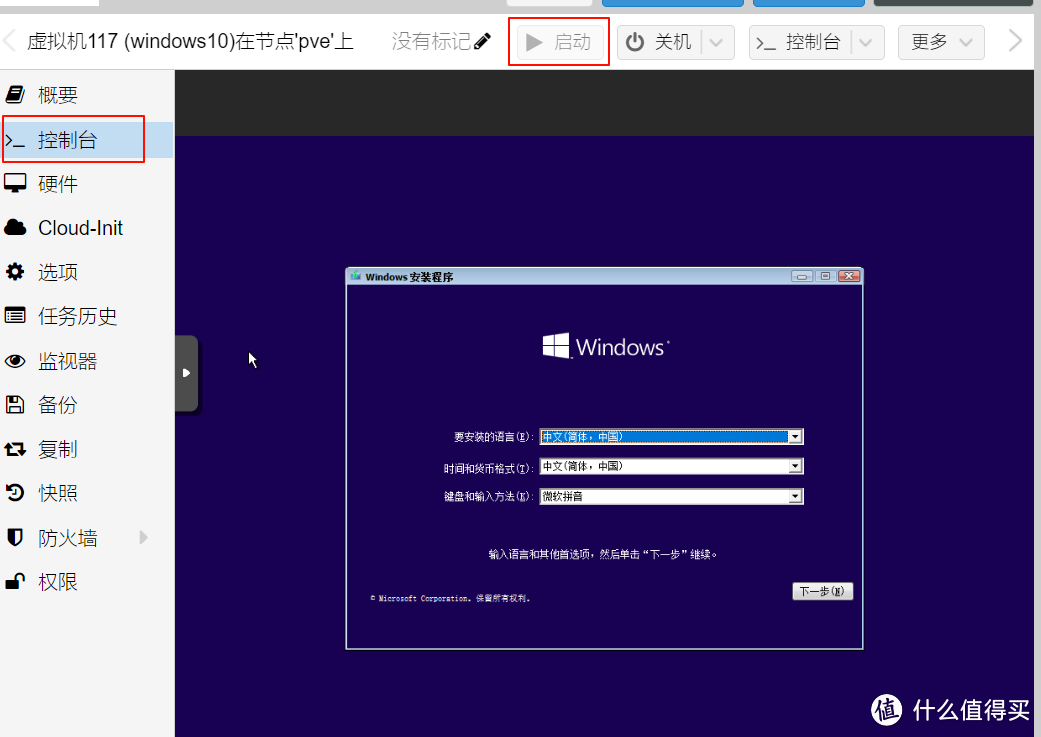 虚拟机117 (windows10)在节点'pve'上 没有标记 启动 关机 控制台 更多
概要
控制台
硬件
Cloud-Init
选项
任务历史
监视器
备份
复制
快照
防火墙
权限
Windows 安装程序
Windows
要安装的语言(E): 中文(简体，中国)
时间和货币格式(T): 中文(简体，中国)
键盘和输入方法(K): 微软拼音
输入语言和其他首选项，然后单击“下一步”继续。
© Microsoft Corporation。保留所有权利。
下一步(N)
值 什么值得买